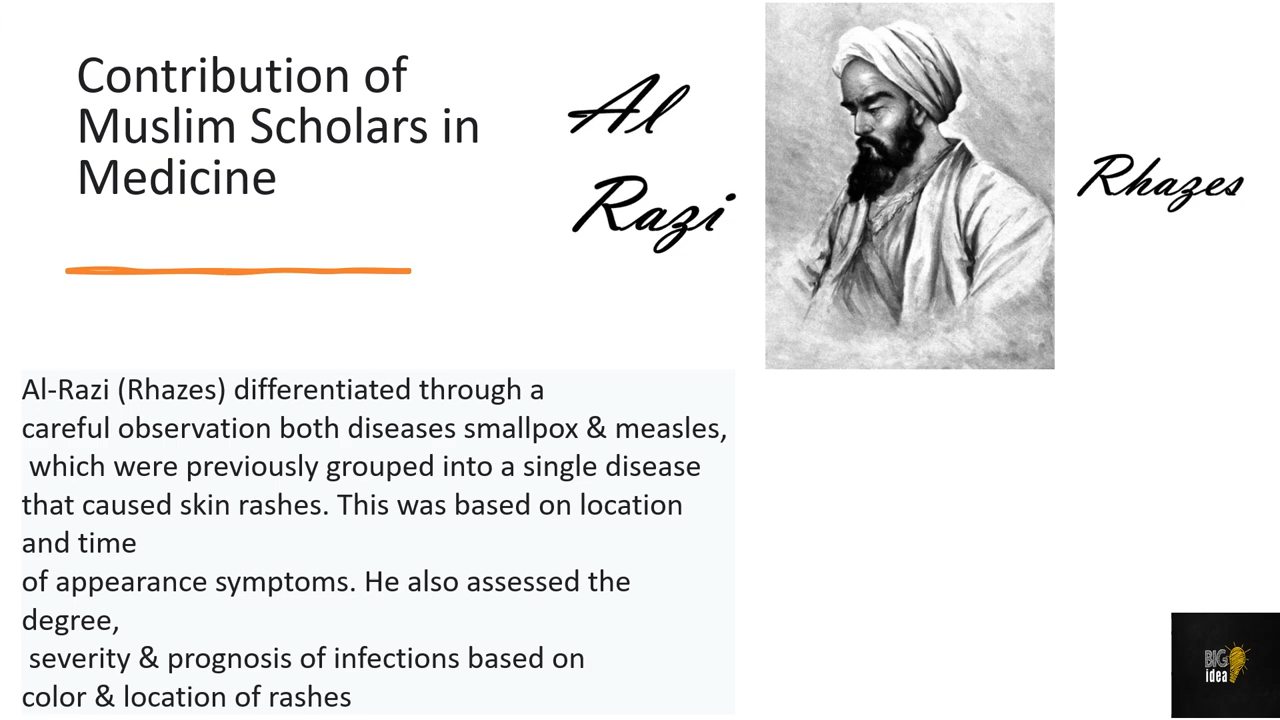 Contribution of
Muslim Scholars in
Medicine
Al
Razi
Rhazes
Al-Razi (Rhazes) differentiated through a
careful observation both diseases smallpox & measles,
which were previously grouped into a single disease
that caused skin rashes. This was based on location
and time
of appearance symptoms. He also assessed the
degree,
severity & prognosis of infections based on
color & location of rashes
BIG
idea